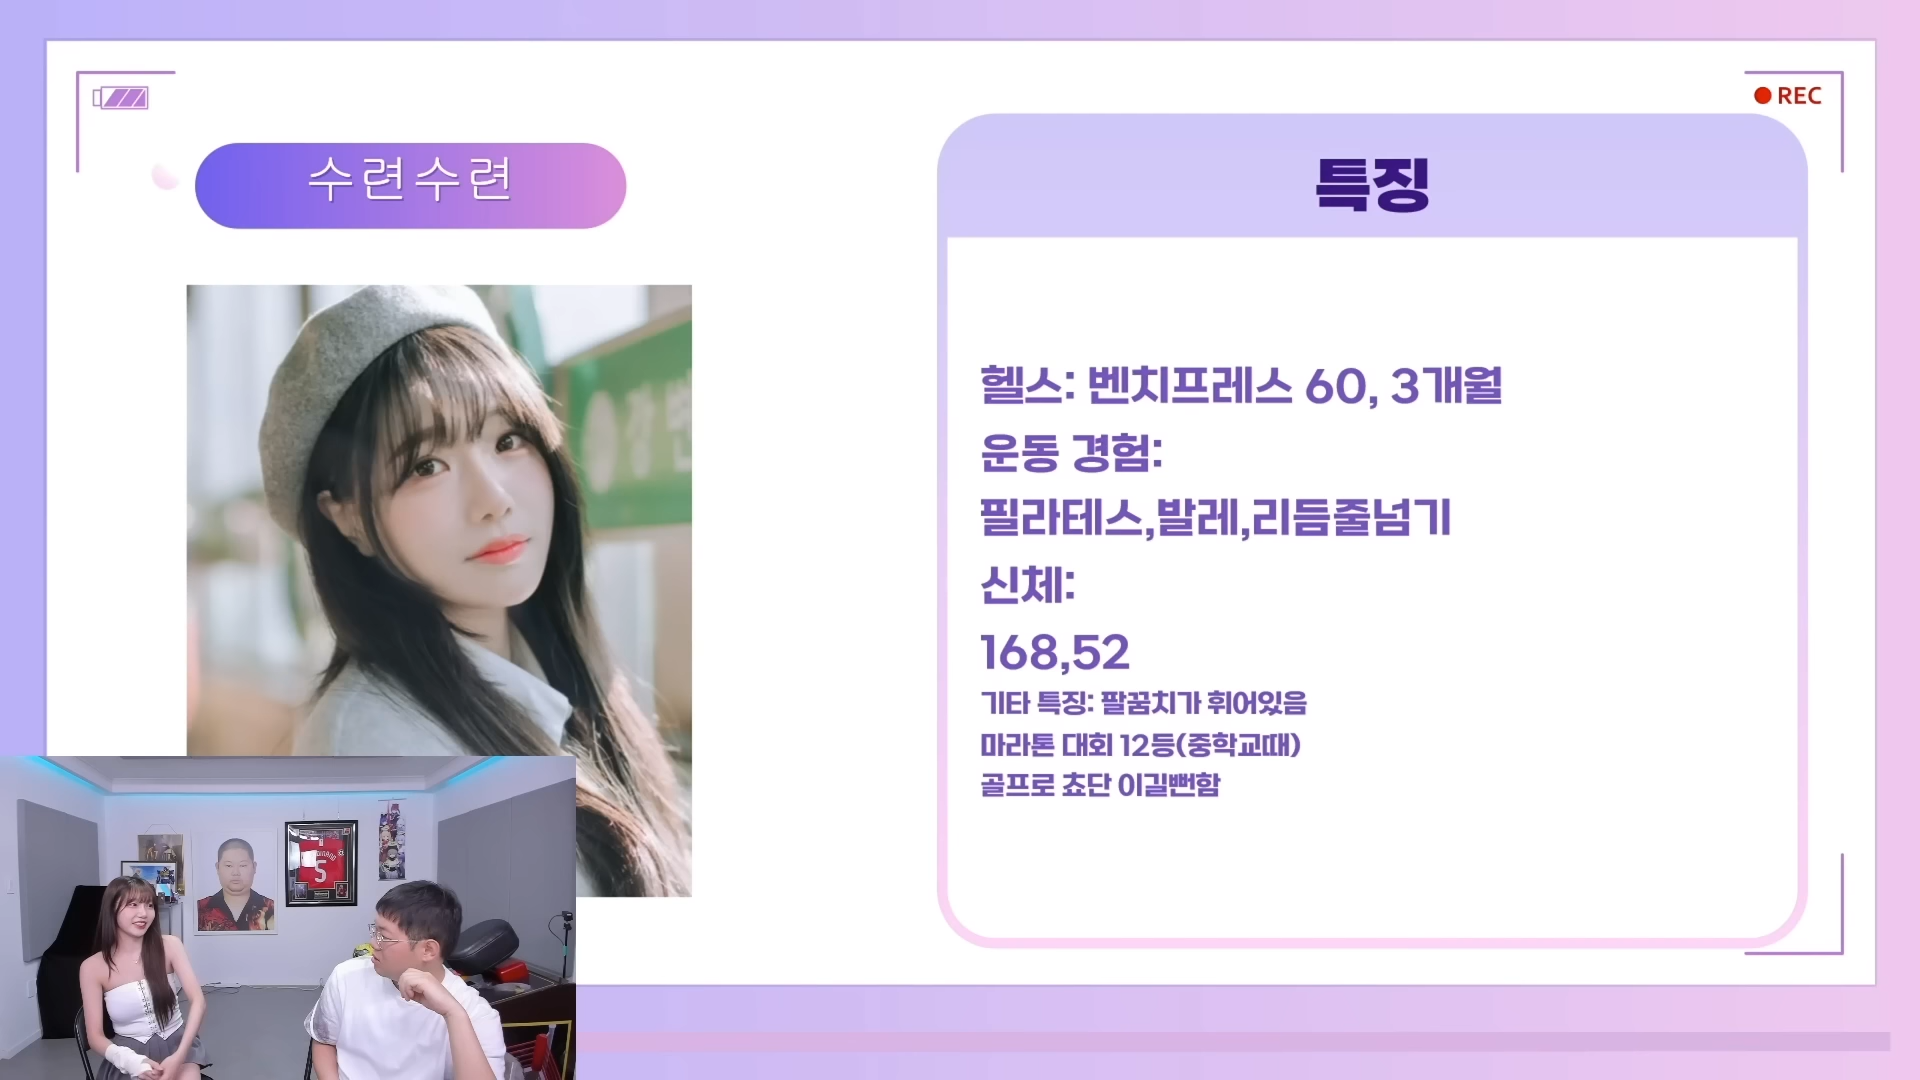 REC
수련수련
특징
헬스: 벤치프레스 60, 3개월
운동 경험:
필라테스,발레,리듬줄넘기
신체:
168,52
기타 특징: 팔꿈치가 휘어있음
마라톤 대회 12등(중학교때)
골프로 쵸단 이길뻔함
강변
5